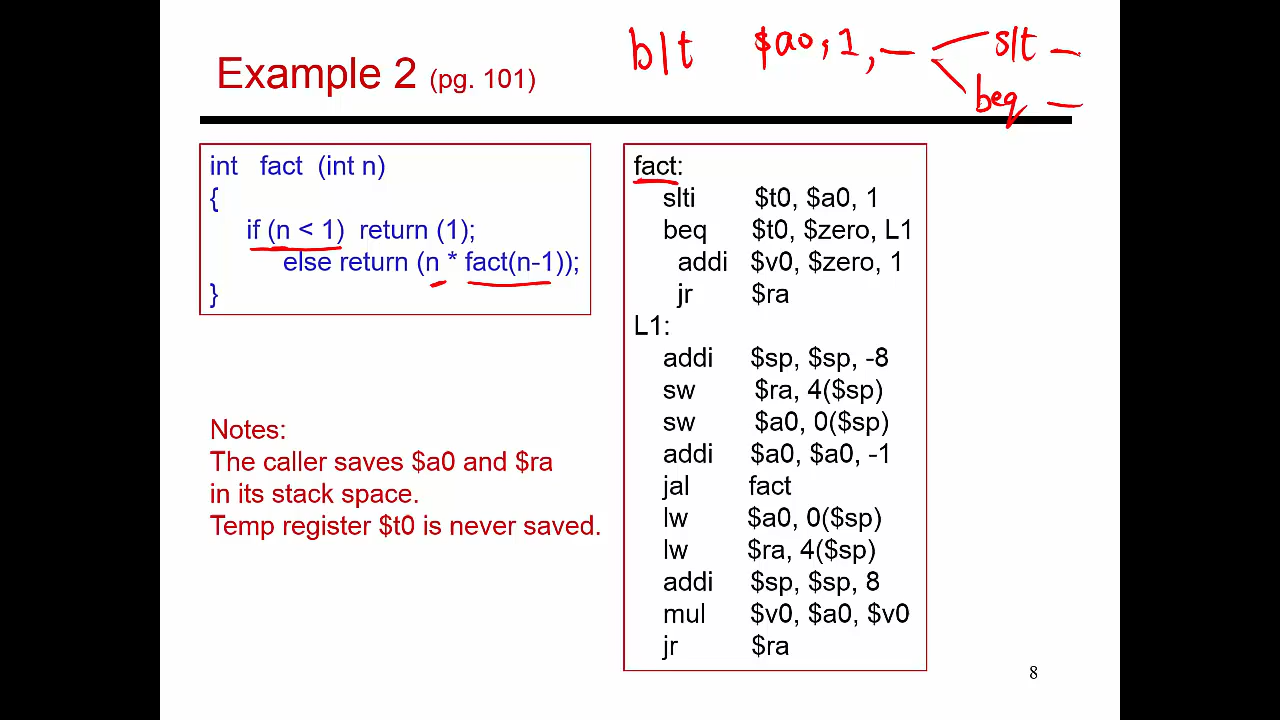 blt $a0, 1, — slt —
beq —
Example 2 (pg. 101)
int fact (int n)
{
if (n < 1) return (1);
else return (n * fact(n-1));
}
Notes:
The caller saves $a0 and $ra
in its stack space.
Temp register $t0 is never saved.
fact:
slti $t0, $a0, 1
beq $t0, $zero, L1
addi $v0, $zero, 1
jr $ra
L1:
addi $sp, $sp, -8
sw $ra, 4($sp)
sw $a0, 0($sp)
addi $a0, $a0, -1
jal fact
lw $a0, 0($sp)
lw $ra, 4($sp)
addi $sp, $sp, 8
mul $v0, $a0, $v0
jr $ra
8